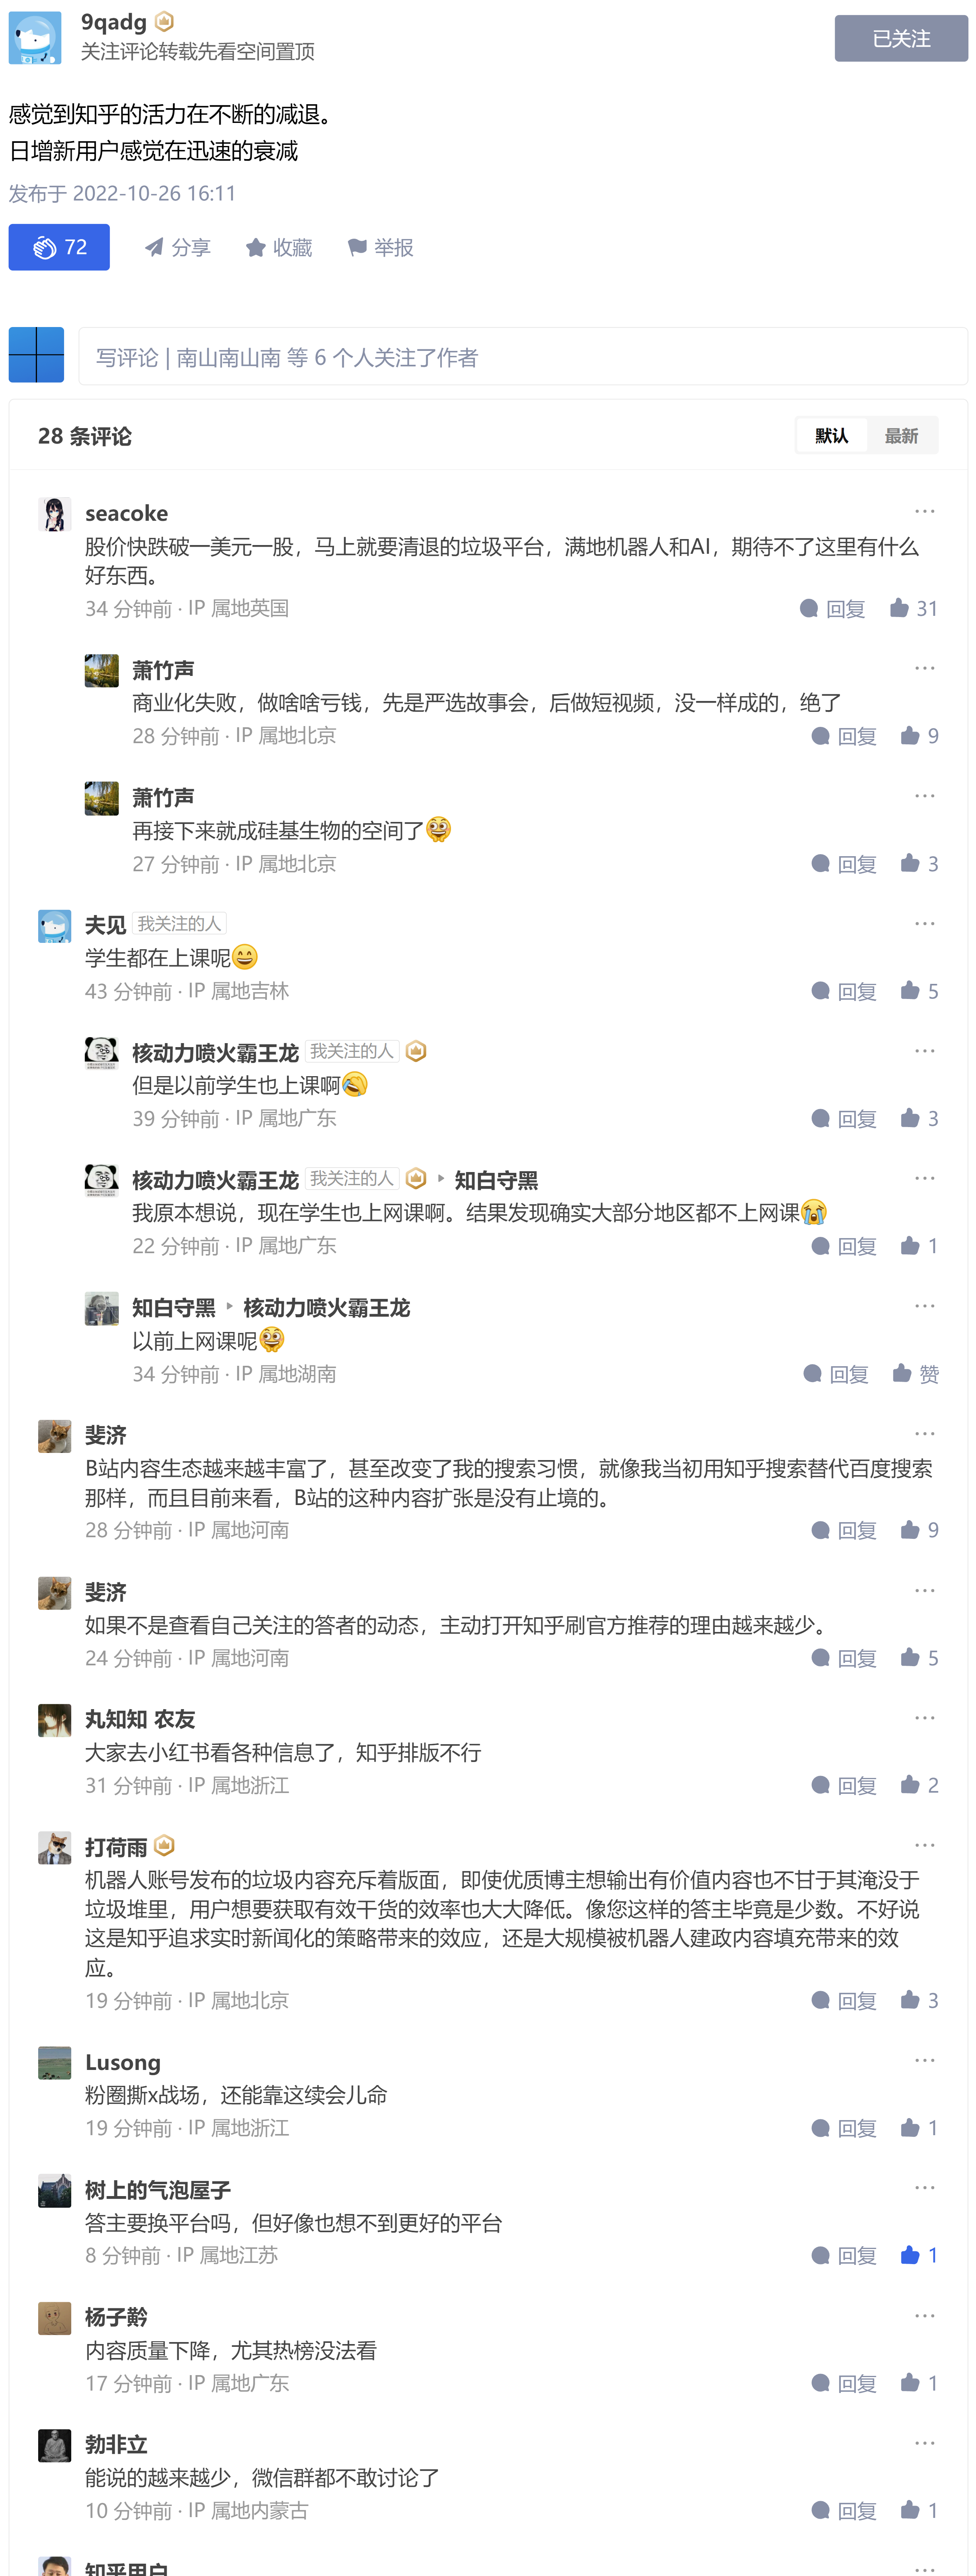 9qadg
关注评论转载先看空间置顶
已关注
感觉到知乎的活力在不断的减退。
日增新用户感觉在迅速的衰减
发布于 2022-10-26 16:11
72 分享 收藏 举报
写评论 | 南山南山南 等 6 个人关注了作者
28 条评论
默认 最新
seacoke
股价快跌破一美元一股，马上就要清退的垃圾平台，满地机器人和AI，期待不了这里有什么
好东西。
34 分钟前 · IP 属地英国 回复 31
萧竹声
商业化失败，做啥啥亏钱，先是严选故事会，后做短视频，没一样成的，绝了
28 分钟前 · IP 属地北京 回复 9
萧竹声
再接下来就成硅基生物的空间了
27 分钟前 · IP 属地北京 回复 3
夫见 我关注的人
学生都在上课呢
43 分钟前 · IP 属地吉林 回复 5
核动力喷火霸王龙 我关注的人
但是以前学生也上课啊
39 分钟前 · IP 属地广东 回复 3
核动力喷火霸王龙 我关注的人 知白守黑
我原本想说，现在学生也上网课啊。结果发现确实大部分地区都不上网课
22 分钟前 · IP 属地广东 回复 1
知白守黑 核动力喷火霸王龙
以前上网课呢
34 分钟前 · IP 属地湖南 回复 赞
斐济
B站内容生态越来越丰富了，甚至改变了我的搜索习惯，就像我当初用知乎搜索替代百度搜索
那样，而且目前来看，B站的这种内容扩张是没有止境的。
28 分钟前 · IP 属地河南 回复 9
斐济
如果不是查看自己关注的答者的动态，主动打开知乎刷官方推荐的理由越来越少。
24 分钟前 · IP 属地河南 回复 5
丸知知 农友
大家去小红书看各种信息了，知乎排版不行
31 分钟前 · IP 属地浙江 回复 2
打荷雨
机器人账号发布的垃圾内容充斥着版面，即使优质博主想输出有价值内容也不甘于其淹没于
垃圾堆里，用户想要获取有效干货的效率也大大降低。像您这样的答主毕竟是少数。不好说
这是知乎追求实时新闻化的策略带来的效应，还是大规模被机器人建政内容填充带来的效
应。
19 分钟前 · IP 属地北京 回复 3
Lusong
粉圈撕x战场，还能靠这续会儿命
19 分钟前 · IP 属地浙江 回复 1
树上的气泡屋子
答主要换平台吗，但好像也想不到更好的平台
8 分钟前 · IP 属地江苏 回复 1
杨子黔
内容质量下降，尤其热榜没法看
17 分钟前 · IP 属地广东 回复 1
勃非立
能说的越来越少，微信群都不敢讨论了
10 分钟前 · IP 属地内蒙古 回复 1
知乎用户